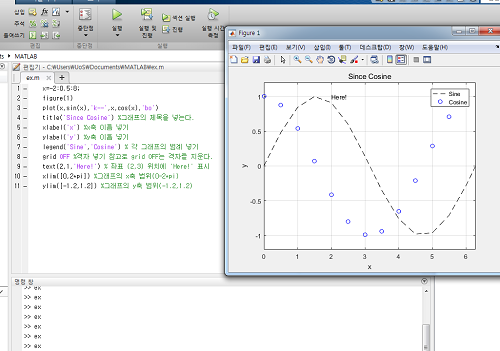 삽입
주석
들여쓰기
중단점
실행
실행 및
진행
섹션 실행
진행
실행 시간
측정
편집
중단점
실행
MATLAB
편집기 - C:\Users\UoS\Documents\MATLAB\ex.m
ex.m
1 - x=-2:0.5:8;
2 - figure(1)
3 - plot(x,sin(x),'k--',x,cos(x),'bo')
4 - title('Since Cosine') %그래프의 제목을 넣는다.
5 - xlabel('x') %x축 이름 넣기
6 - ylabel('y') %y축 이름 넣기
7 - legend('Sine','Cosine') % 각 그래프의 범례 넣기
8 - grid OFF %격자 넣기 참고로 grid OFF는 격자를 지운다.
9 - text(2,1,'Here!') % 좌표 (2,3) 위치에 'Here!' 표시
10 - xlim([0,2*pi]) %그래프의 x축 범위(0~2*pi)
11 - ylim([-1.2,1.2]) %그래프의 y축 범위(-1.2,1.2)
명령 창
>> ex
>> ex
>> ex
>> ex
>> ex
>> ex
Figure 1
파일(F) 편집(E) 보기(V) 삽입(I) 툴(T) 데스크탑(D) 창(W) 도움말(H)
Since Cosine
Here!
Sine
Cosine
1
0.5
0
-0.5
-1
y
0 1 2 3 4 5 6
x